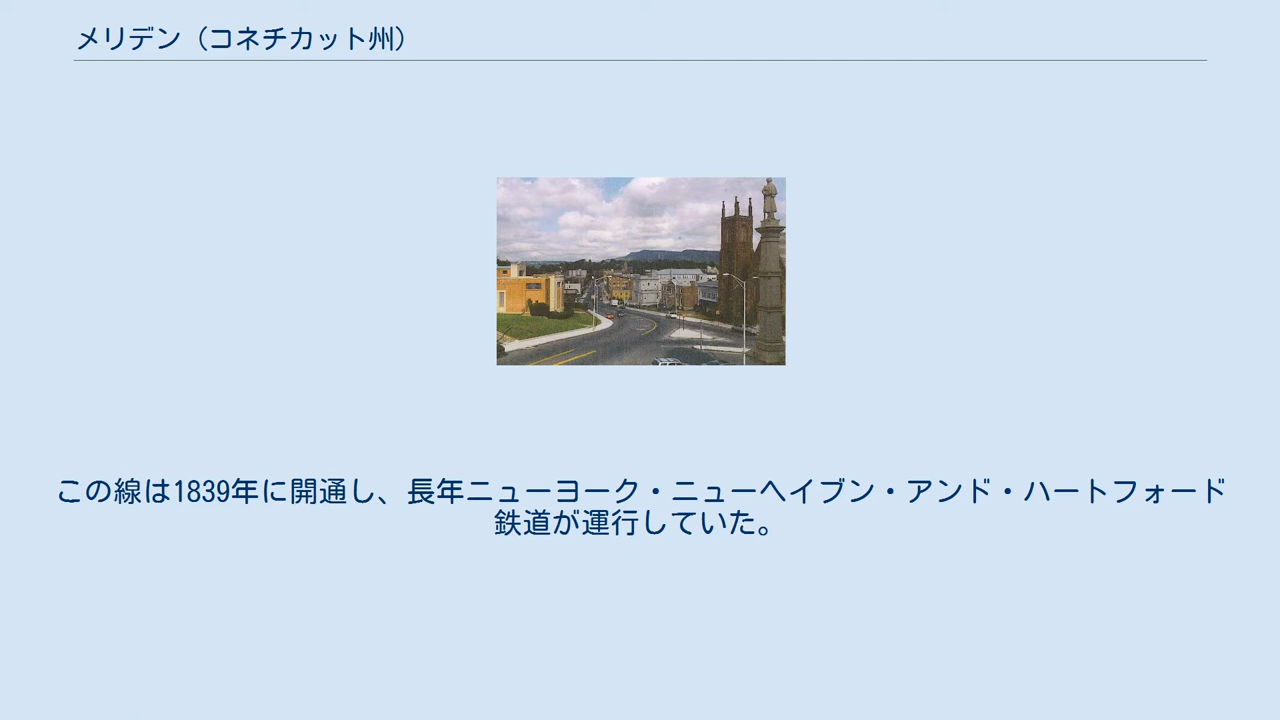 メリデン（コネチカット州）
この線は1839年に開通し、長年ニューヨーク・ニューヘイブン・アンド・ハートフォード
鉄道が運行していた。